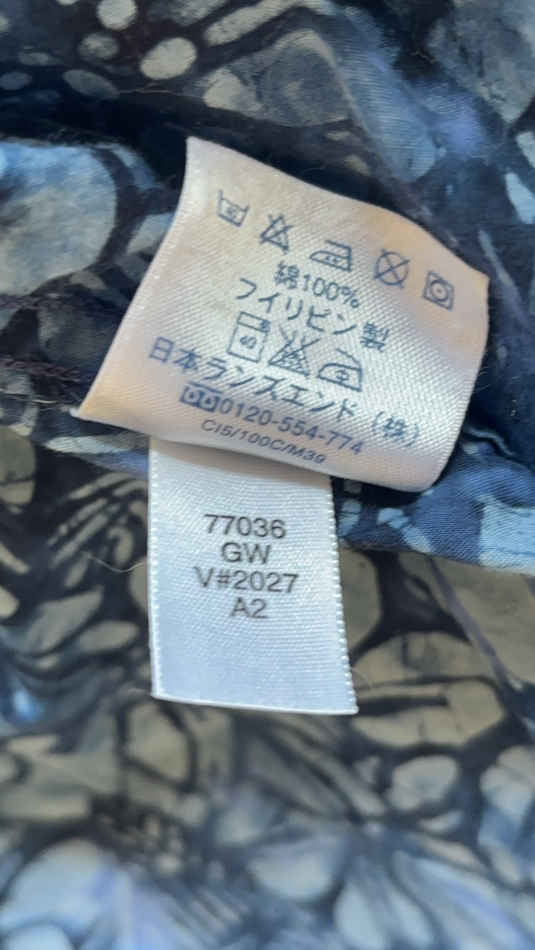 綿100%
フイリピン製
日本ランズエンド（株）
0120-554-774
C15/100C/M39
77036
GW
V#2027
A2